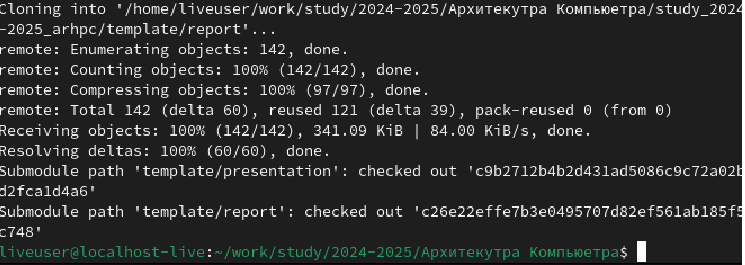 Cloning into '/home/liveuser/work/study/2024-2025/Архитекутра Компьюетра/study_2024
-2025_arhpc/template/report'...
remote: Enumerating objects: 142, done.
remote: Counting objects: 100% (142/142), done.
remote: Compressing objects: 100% (97/97), done.
remote: Total 142 (delta 60), reused 121 (delta 39), pack-reused 0 (from 0)
Receiving objects: 100% (142/142), 341.09 KiB | 84.00 KiB/s, done.
Resolving deltas: 100% (60/60), done.
Submodule path 'template/presentation': checked out 'c9b2712b4b2d431ad5086c9c72a02b
d2fca1d4a6'
Submodule path 'template/report': checked out 'c26e22effe7b3e0495707d82ef561ab185f5
c748'
liveuser@localhost-live:~/work/study/2024-2025/Архитекутра Компьюетра$